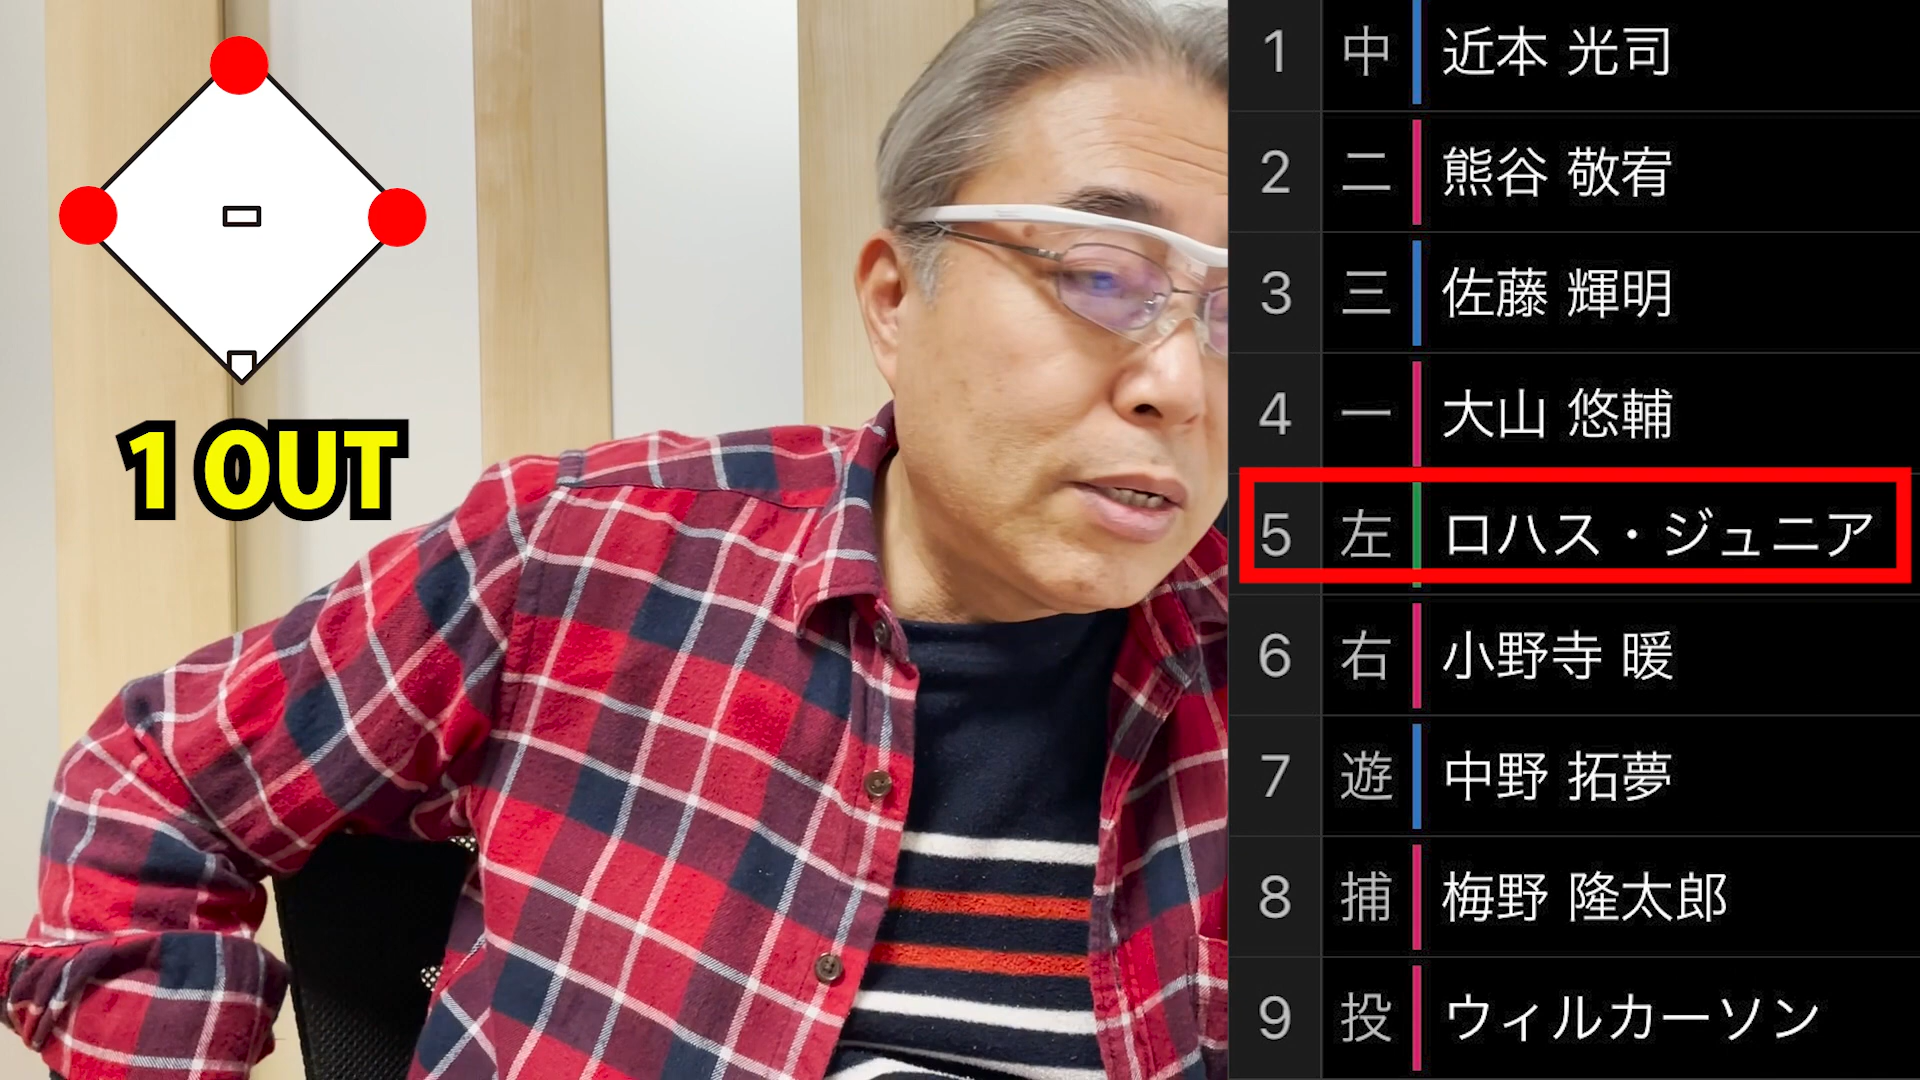 1 OUT
1 中 近本 光司
2 二 熊谷 敬宥
3 三 佐藤 輝明
4 一 大山 悠輔
5 左 ロハス・ジュニア
6 右 小野寺 暖
7 遊 中野 拓夢
8 捕 梅野 隆太郎
9 投 ウィルカーソン